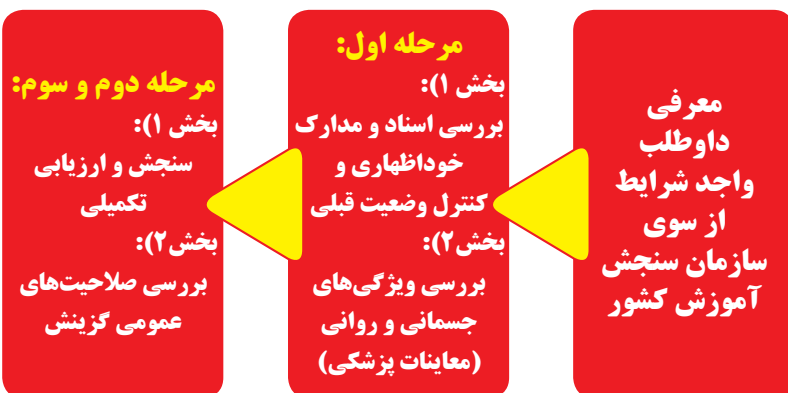 معرفی
داوطلب
واجد شرایط
از سوی
سازمان سنجش
آموزش کشور
مرحله اول:
بخش ۱):
بررسی اسناد و مدارک
خوداظهاری و
کنترل وضعیت قبلی
بخش۲):
بررسی ویژگی‌های
جسمانی و روانی
(معاینات پزشکی)
مرحله دوم و سوم:
بخش ۱):
سنجش و ارزیابی
تکمیلی
بخش۲):
بررسی صلاحیت‌های
عمومی گزینش